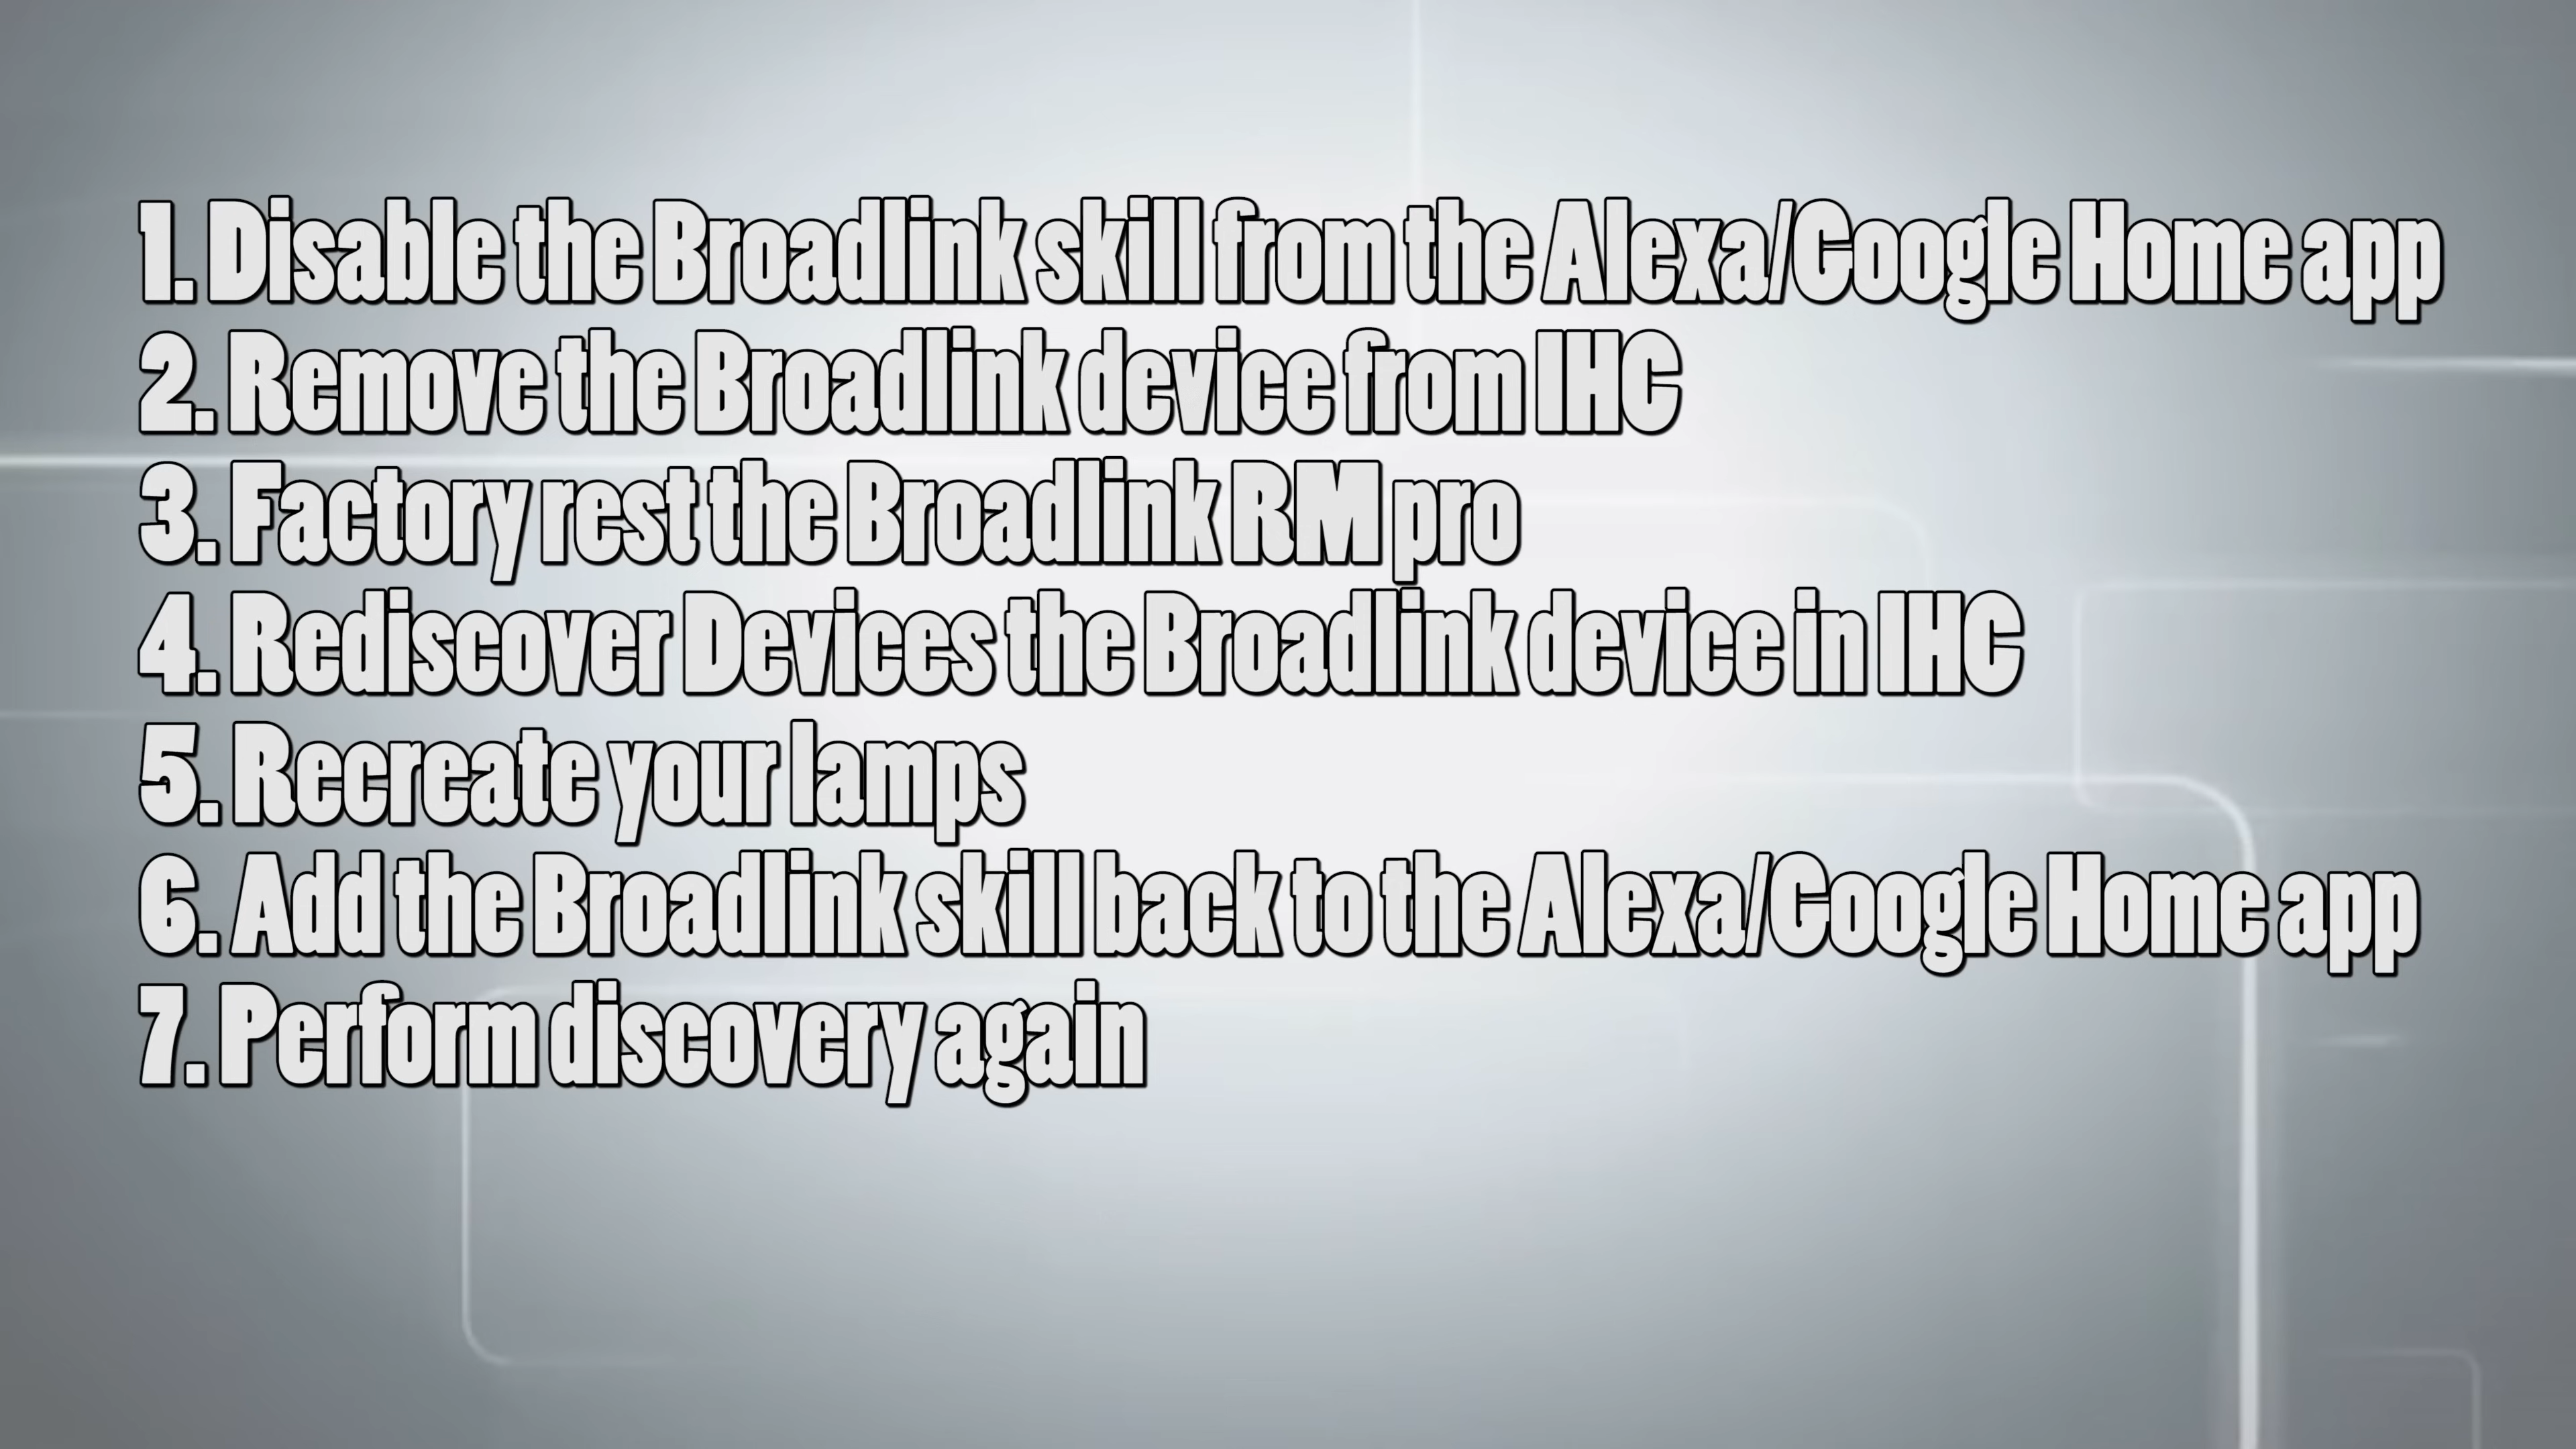 1. Disable the Broadlink skill from the Alexa/Google Home app
2. Remove the Broadlink device from IHC
3. Factory rest the Broadlink RM pro
4. Rediscover Devices the Broadlink device in IHC
5. Recreate your lamps
6. Add the Broadlink skill back to the Alexa/Google Home app
7. Perform discovery again